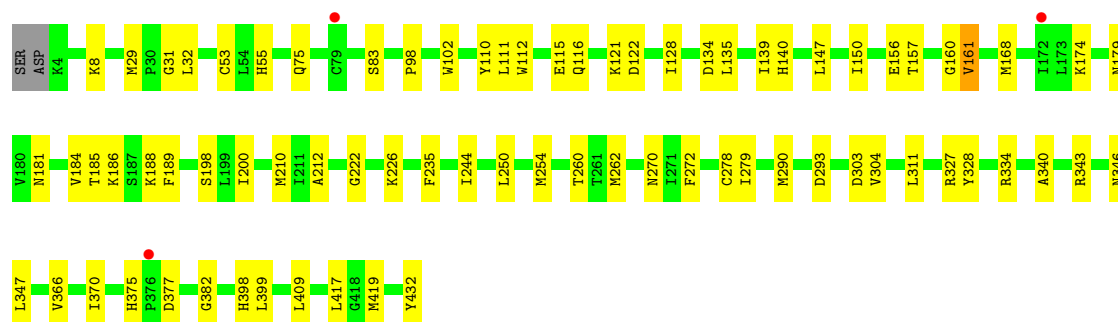 SER ASP K4 K8 M29 P30 G31 L32 C53 L54 H55 Q75 C79 S83 P98 W102 Y110 L111 W112 E115 Q116 K121 D122 I128 D134 L135 I139 H140 L147 I150 E156 T157 G160 V161 M168 I172 L173 K174 N179
V180 N181 V184 T185 K186 S187 K188 F189 S198 L199 I200 M210 I211 A212 G222 K226 F235 I244 L250 M254 T260 T261 M262 N270 I271 F272 C278 I279 M290 D293 D303 V304 L311 R327 Y328 R334 A340 R343 N346
L347 V366 I370 H375 P376 D377 G382 H398 L399 L409 L417 G418 M419 Y432